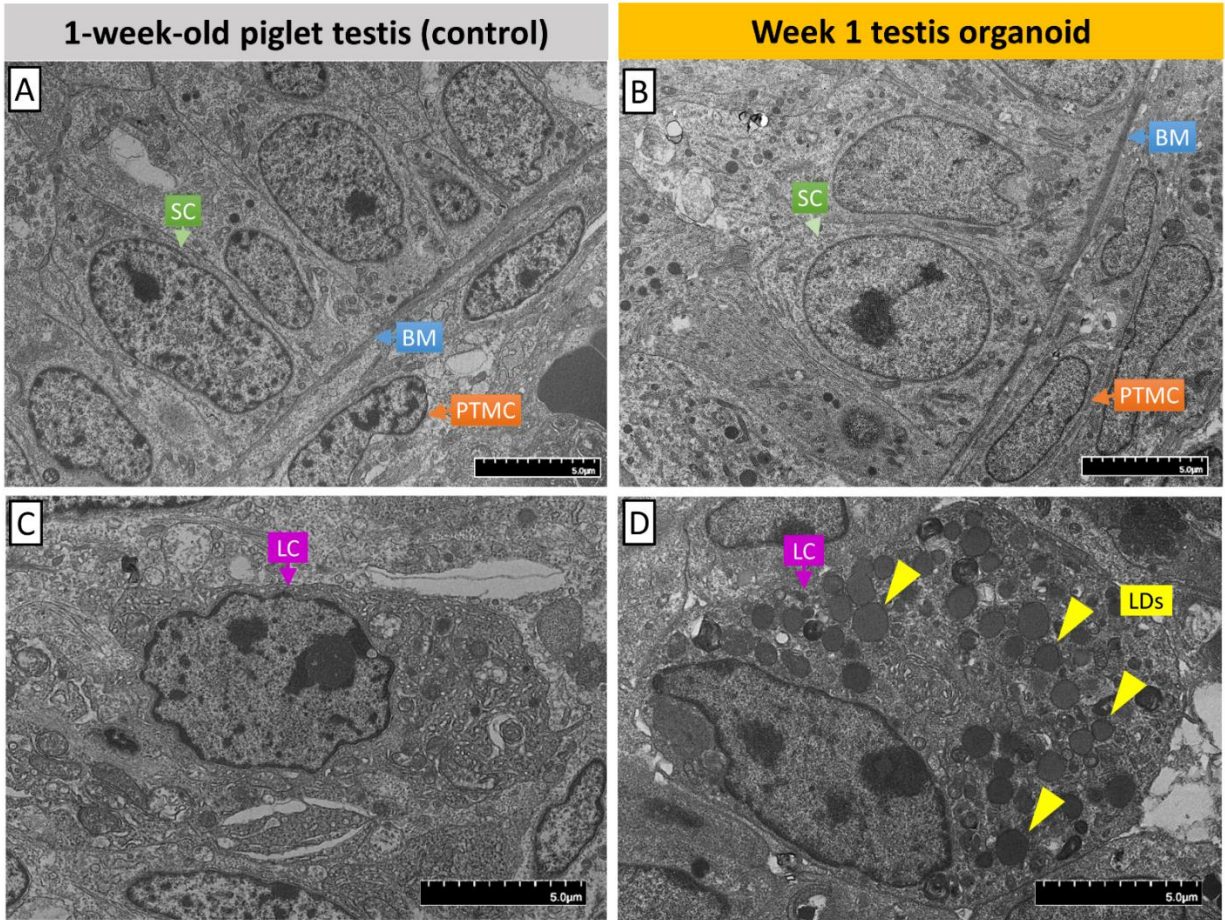 1-week-old piglet testis (control)
Week 1 testis organoid
A
SC
BM
PTMC
5.0µm
B
BM
SC
PTMC
5.0µm
C
LC
5.0µm
D
LC
LDs
5.0µm